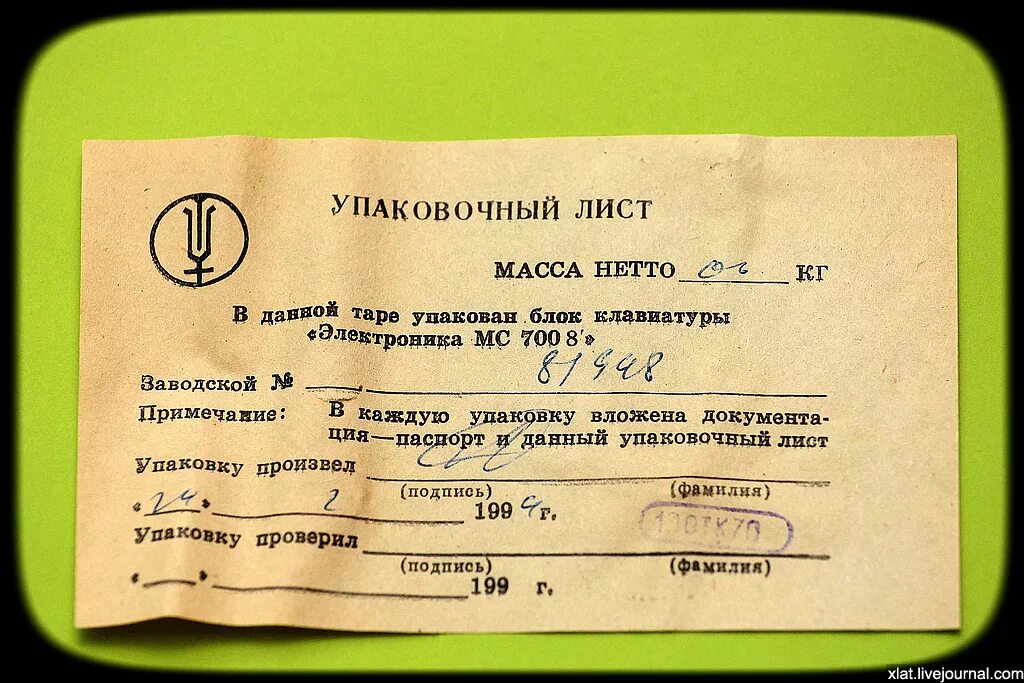 УПАКОВОЧНЫЙ ЛИСТ
МАССА НЕТТО КГ
В данной таре упакован блок клавиатуры
«Электроника МС 7008»
Заводской № 81948
Примечание: В каждую упаковку вложена документа-
ция—паспорт и данный упаковочный лист
Упаковку произвел
(подпись) (фамилия)
«24» 2 1994 г.
Упаковку проверил
(подпись) (фамилия)
« » 199 г.
xlat.livejournal.com